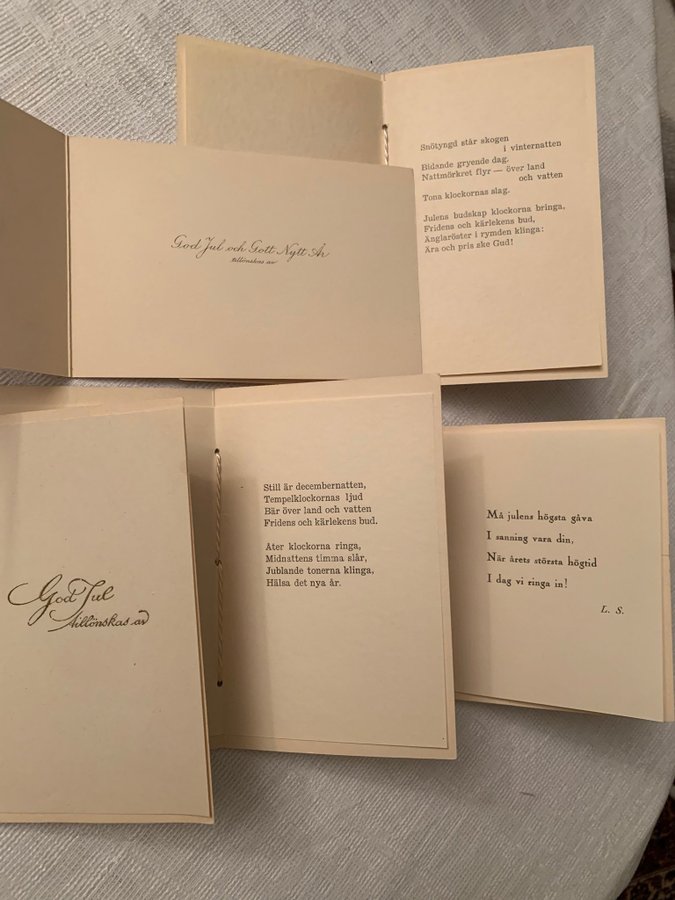 Snötyngd står skogen
i vinternatten
Bidande gryende dag.
Nattmörkret flyr — över land
och vatten
Tona klockornas slag.
Julens budskap klockorna bringa,
Fridens och kärlekens bud,
Änglaröster i rymden klinga:
Ära och pris ske Gud!
God Jul och Gott Nytt År
tillönskas av
Still är decembernatten,
Tempelklockornas ljud
Bär över land och vatten
Fridens och kärlekens bud.
Åter klockorna ringa,
Midnattens timma slår,
Jublande tonerna klinga,
Hälsa det nya år.
Må julens högsta gåva
I sanning vara din,
När årets största högtid
I dag vi ringa in!
L. S.
God Jul
tillönskas av